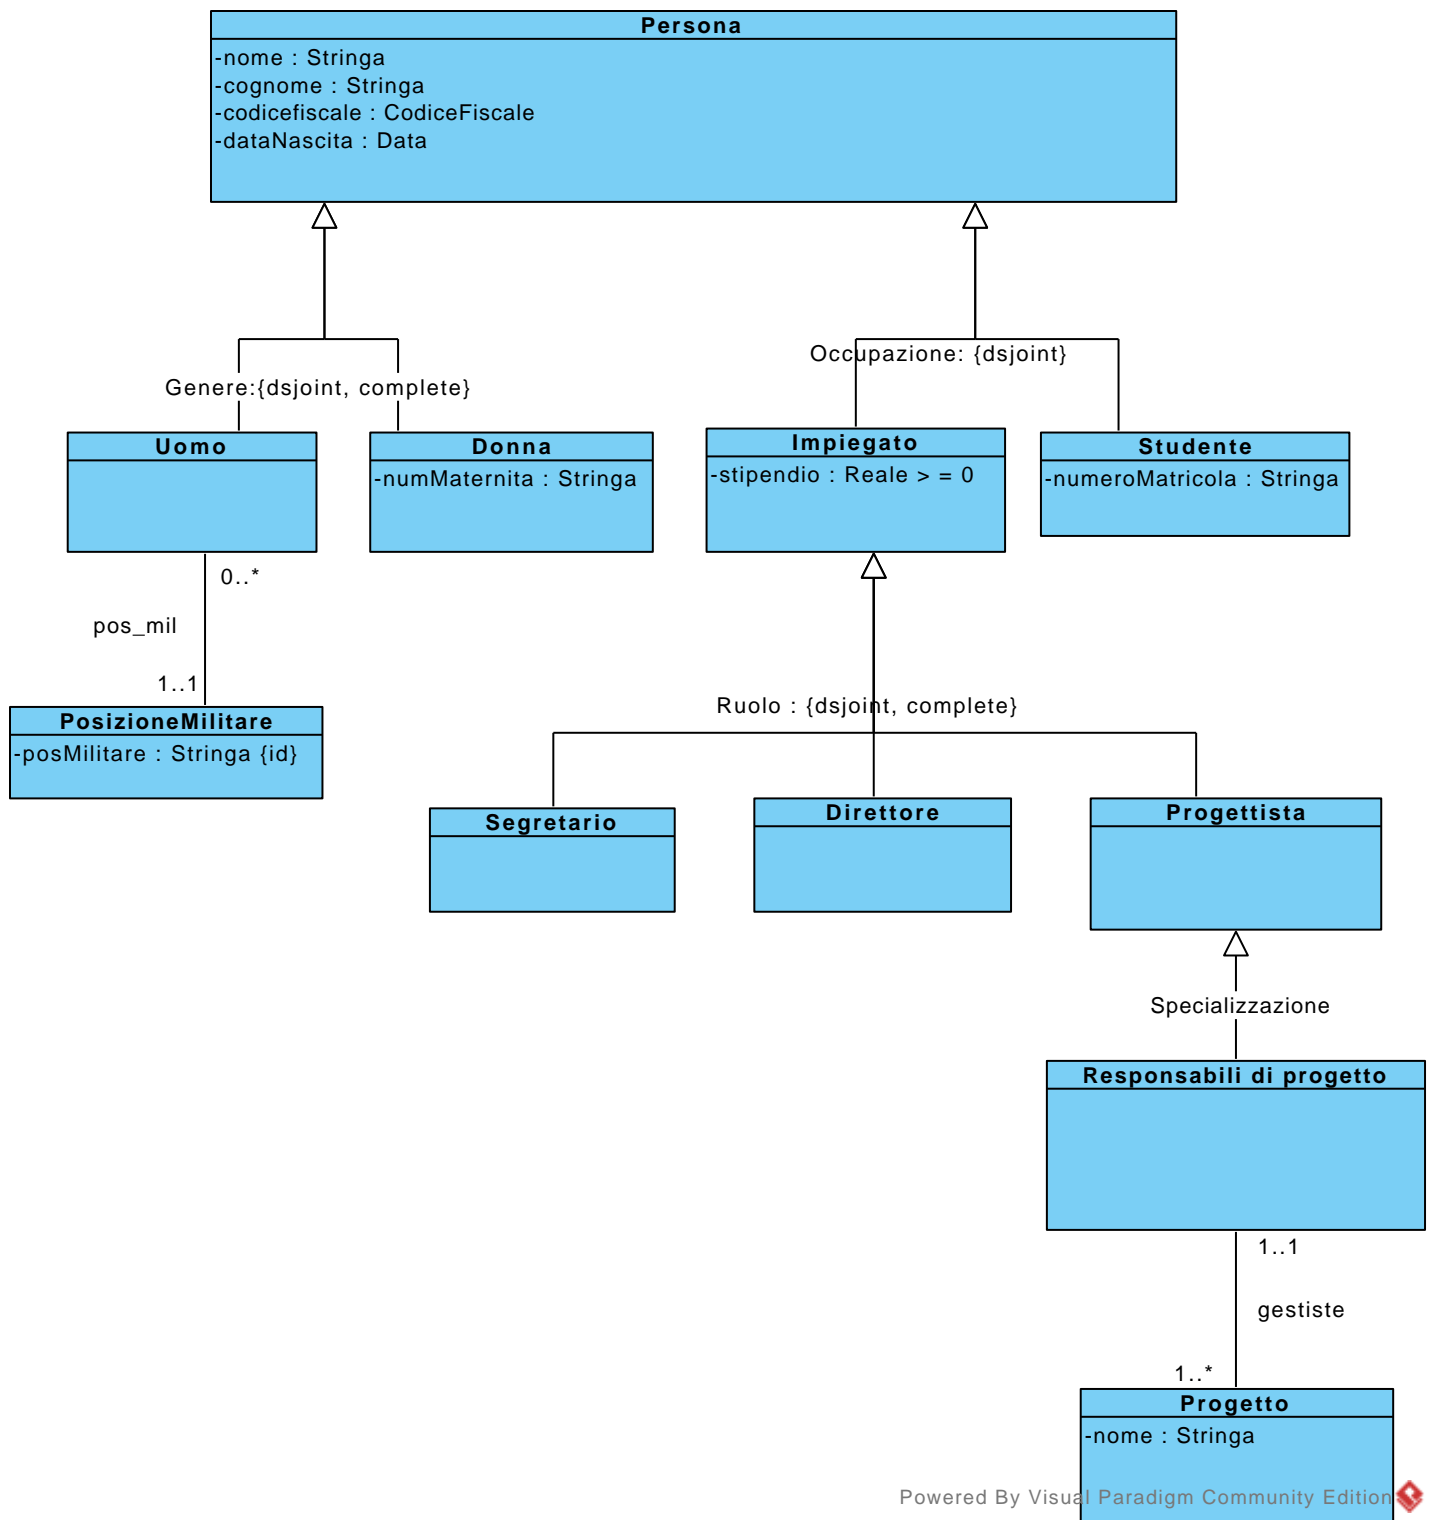 Persona
-nome : Stringa
-cognome : Stringa
-codicefiscale : CodiceFiscale
-dataNascita : Data
Occupazione: {dsjoint}
Genere:{dsjoint, complete}
Uomo
Donna
-numMaternita : Stringa
Impiegato
-stipendio : Reale > = 0
Studente
-numeroMatricola : Stringa
0..*
pos_mil
1..1
PosizioneMilitare
-posMilitare : Stringa {id}
Ruolo : {dsjoint, complete}
Segretario
Direttore
Progettista
Specializzazione
Responsabili di progetto
1..1
gestiste
1..*
Progetto
-nome : Stringa
Powered By Visual Paradigm Community Edition